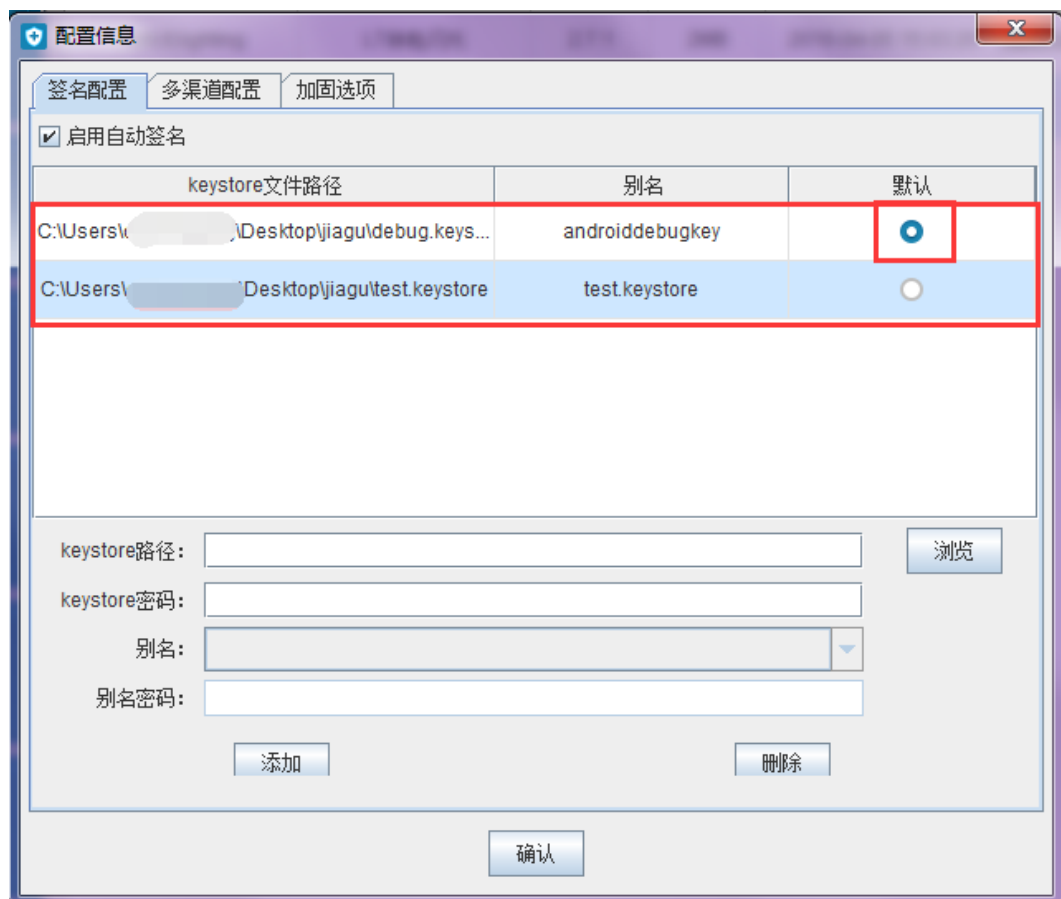 配置信息
签名配置 多渠道配置 加固选项
启用自动签名
keystore文件路径 别名 默认
C:\Users\ \Desktop\jiagu\debug.keys... androiddebugkey
C:\Users\ \Desktop\jiagu\test.keystore test.keystore
keystore路径: 浏览
keystore密码:
别名:
别名密码:
添加 删除
确认